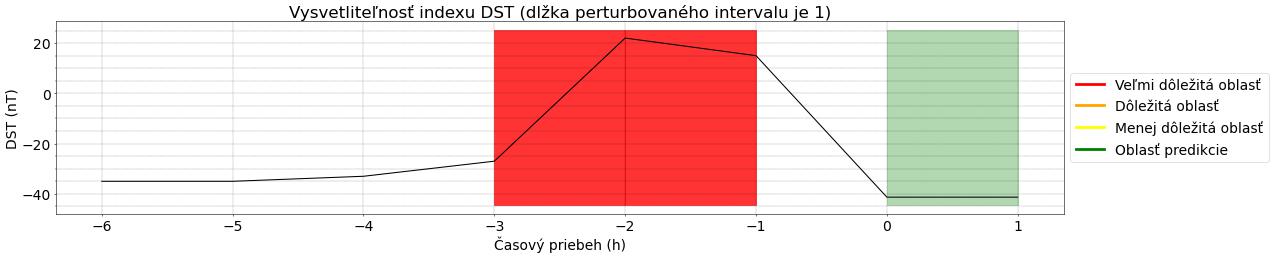 Vysvetliteľnosť indexu DST (dĺžka perturbovaného intervalu je 1)
DST (nT)
20
0
−20
−40
−6
−5
−4
−3
−2
−1
0
1
Časový priebeh (h)
Veľmi dôležitá oblasť
Dôležitá oblasť
Menej dôležitá oblasť
Oblasť predikcie